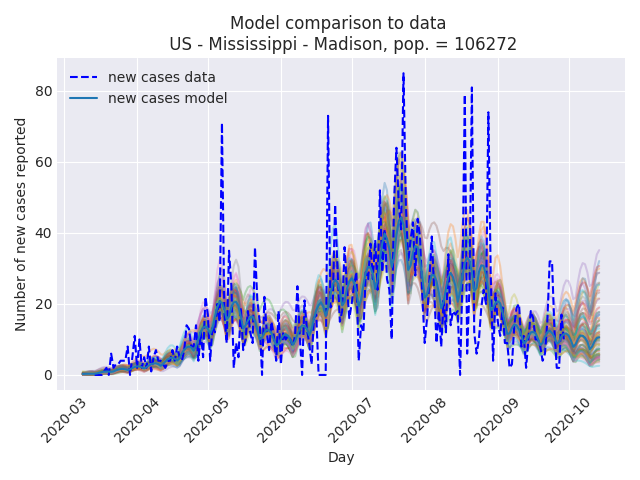 Model comparison to data
US - Mississippi - Madison, pop. = 106272
new cases data
new cases model
Number of new cases reported
80
60
40
20
0
2020-03
2020-04
2020-05
2020-06
2020-07
2020-08
2020-09
2020-10
Day